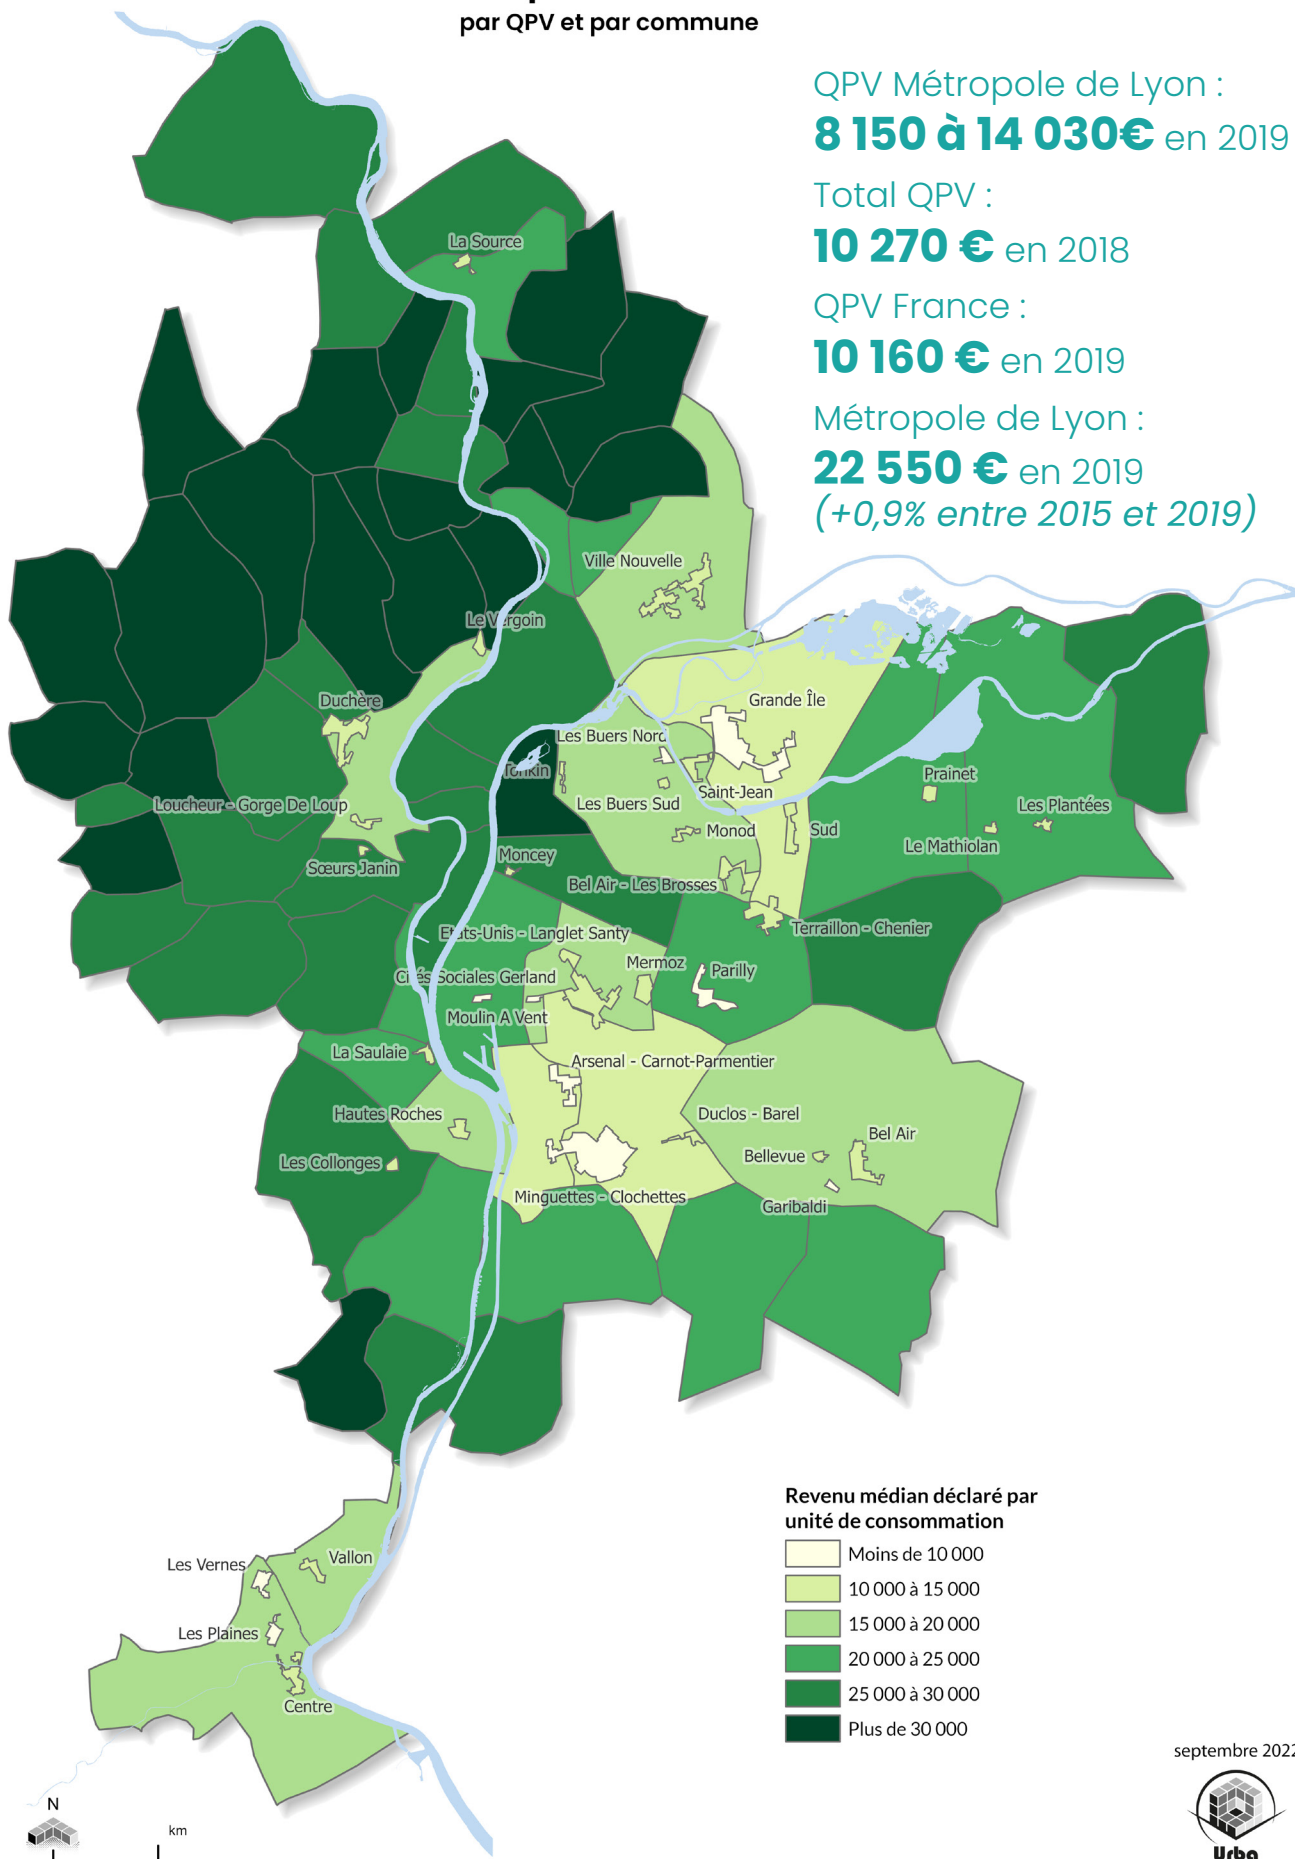 par QPV et par commune
QPV Métropole de Lyon :
8 150 à 14 030€ en 2019
Total QPV :
10 270 € en 2018
QPV France :
10 160 € en 2019
Métropole de Lyon :
22 550 € en 2019
(+0,9% entre 2015 et 2019)
La Source
Ville Nouvelle
Le Vergoin
Duchère
Grande Île
Les Buers Nord
Tonkin
Prainet
Saint-Jean
Les Buers Sud
Loucheur - Gorge De Loup
Les Plantées
Monod
Sud
Le Mathiolan
Moncey
Sœurs Janin
Bel Air - Les Brosses
Terraillon - Chenier
Etats-Unis - Langlet Santy
Mermoz
Parilly
Cités Sociales Gerland
Moulin A Vent
La Saulaie
Arsenal - Carnot-Parmentier
Hautes Roches
Duclos - Barel
Bel Air
Bellevue
Les Collonges
Minguettes - Clochettes
Garibaldi
Revenu médian déclaré par
unité de consommation
Moins de 10 000
10 000 à 15 000
15 000 à 20 000
20 000 à 25 000
25 000 à 30 000
Plus de 30 000
Vallon
Les Vernes
Les Plaines
Centre
septembre 2022
N
km
Urba